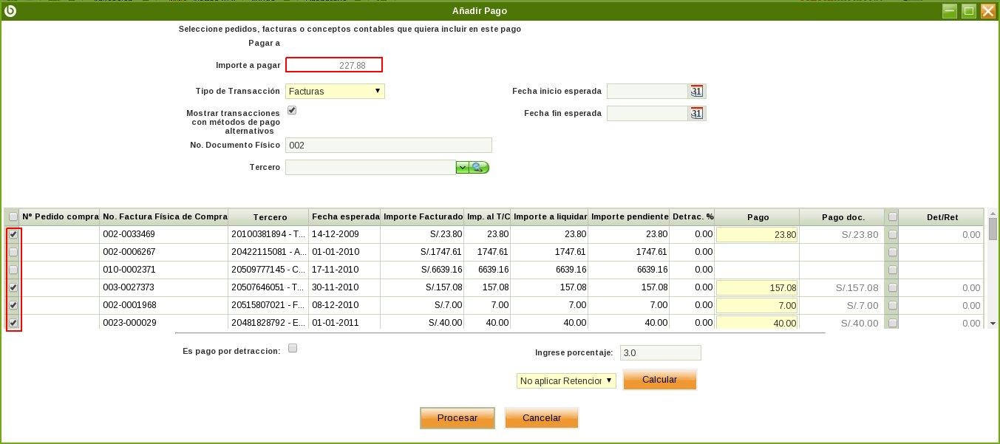 Añadir Pago
Seleccione pedidos, facturas o conceptos contables que quiera incluir en este pago
Pagar a
Importe a pagar 227.88
Tipo de Transacción Facturas Fecha inicio esperada 31
Mostrar transacciones con métodos de pago alternativos Fecha fin esperada 31
No. Documento Físico 002
Tercero
Nº Pedido compra No. Factura Física de Compra Tercero Fecha esperada Importe Facturado Imp. al T/C Importe a liquidar Importe pendiente Detrac. % Pago Pago doc. Det/Ret
002-0033469 20100381894 - T... 14-12-2009 S/.23.80 23.80 23.80 23.80 0.00 23.80 S/.23.80 0.00
002-0006267 20422115081 - A... 01-01-2010 S/.1747.61 1747.61 1747.61 1747.61 0.00
010-0002371 20509777145 - C... 17-11-2010 S/.6639.16 6639.16 6639.16 6639.16 0.00
003-0027373 20507646051 - T... 30-11-2010 S/.157.08 157.08 157.08 157.08 0.00 157.08 S/.157.08 0.00
002-0001968 20515807021 - F... 08-12-2010 S/.7.00 7.00 7.00 7.00 0.00 7.00 S/.7.00 0.00
0023-000029 20481828792 - E... 01-01-2011 S/.40.00 40.00 40.00 40.00 0.00 40.00 S/.40.00 0.00
Es pago por detraccion: Ingrese porcentaje: 3.0
No aplicar Retencior Calcular
Procesar Cancelar